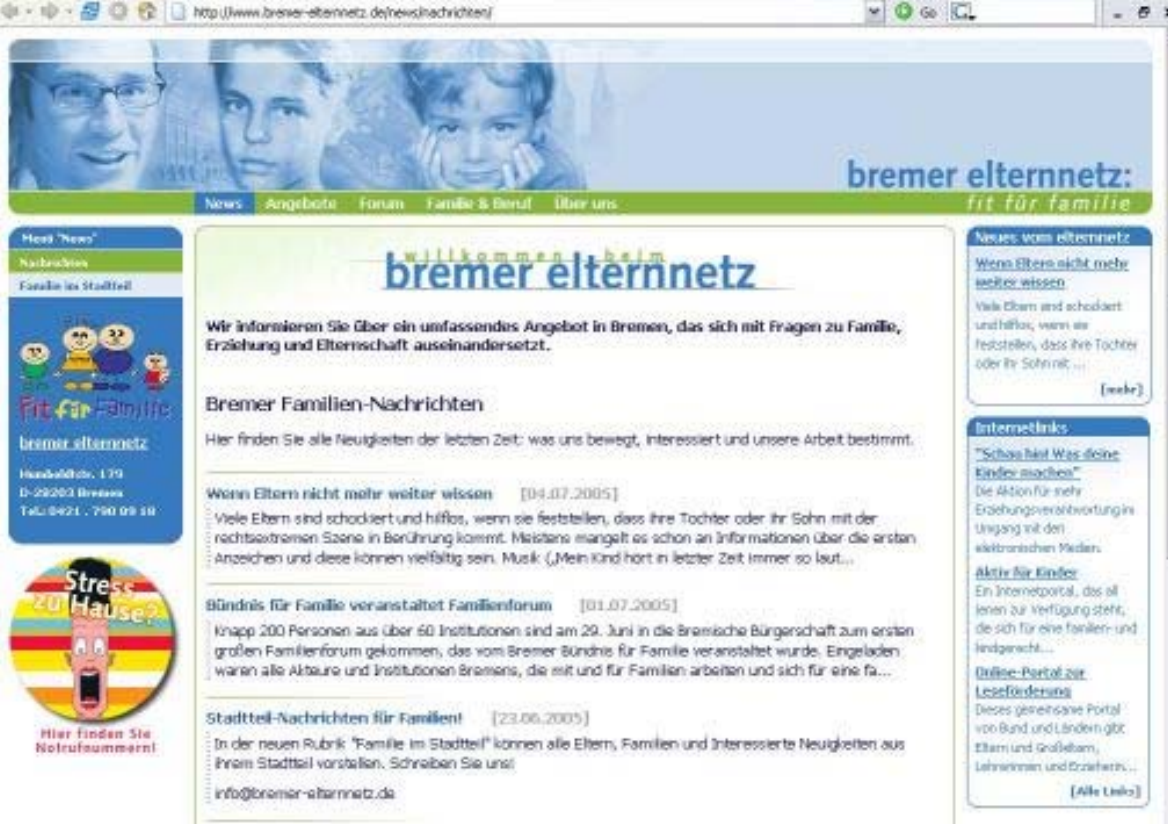 http://www.bremer-elternnetz.de/news/nachrichten/
Go
bremer elternnetz:
fit für familie
News Angebote Forum Familie & Beruf Über uns
Menü "News"
Nachrichten
Familie im Stadtteil
Fit für Familie
bremer elternnetz
Humboldtstr. 179
D-28203 Bremen
Tel.: 0421 . 790 89 18
Stress
zu Hause?
Hier finden Sie
Notrufnummern!
willkommen beim
bremer elternnetz
Wir informieren Sie über ein umfassendes Angebot in Bremen, das sich mit Fragen zu Familie,
Erziehung und Elternschaft auseinandersetzt.
Bremer Familien-Nachrichten
Hier finden Sie alle Neuigkeiten der letzten Zeit: was uns bewegt, interessiert und unsere Arbeit bestimmt.
Wenn Eltern nicht mehr weiter wissen [04.07.2005]
Viele Eltern sind schockiert und hilflos, wenn sie feststellen, dass ihre Tochter oder ihr Sohn mit der
rechtsextremen Szene in Berührung kommt. Meistens mangelt es schon an Informationen über die ersten
Anzeichen und diese können vielfältig sein. Musik („Mein Kind hört in letzter Zeit immer so laut...
Bündnis für Familie veranstaltet Familienforum [01.07.2005]
Knapp 200 Personen aus über 60 Institutionen sind am 29. Juni in die Bremische Bürgerschaft zum ersten
großen Familienforum gekommen, das vom Bremer Bündnis für Familie veranstaltet wurde. Eingeladen
waren alle Akteure und Institutionen Bremens, die mit und für Familien arbeiten und sich für eine fa...
Stadtteil-Nachrichten für Familien! [23.06.2005]
In der neuen Rubrik "Familie im Stadtteil" können alle Eltern, Familien und Interessierte Neuigkeiten aus
ihrem Stadtteil vorstellen. Schreiben Sie uns!
info@bremer-elternnetz.de
Neues vom elternnetz
Wenn Eltern nicht mehr
weiter wissen
Viele Eltern sind schockiert
und hilflos, wenn sie
feststellen, dass ihre Tochter
oder ihr Sohn mit ...
[mehr]
Internetlinks
"Schau hin! Was deine
Kinder machen"
Die Aktion für mehr
Erziehungsverantwortung im
Umgang mit den
elektronischen Medien.
Aktiv für Kinder
Ein Internetportal, das all
jenen zur Verfügung steht,
die sich für eine familien- und
kindgerecht...
Online-Portal zur
Leseförderung
Dieses gemeinsame Portal
von Bund und Ländern gibt
Eltern und Großeltern,
Lehrerinnen und Erzieherin...
[Alle Links]